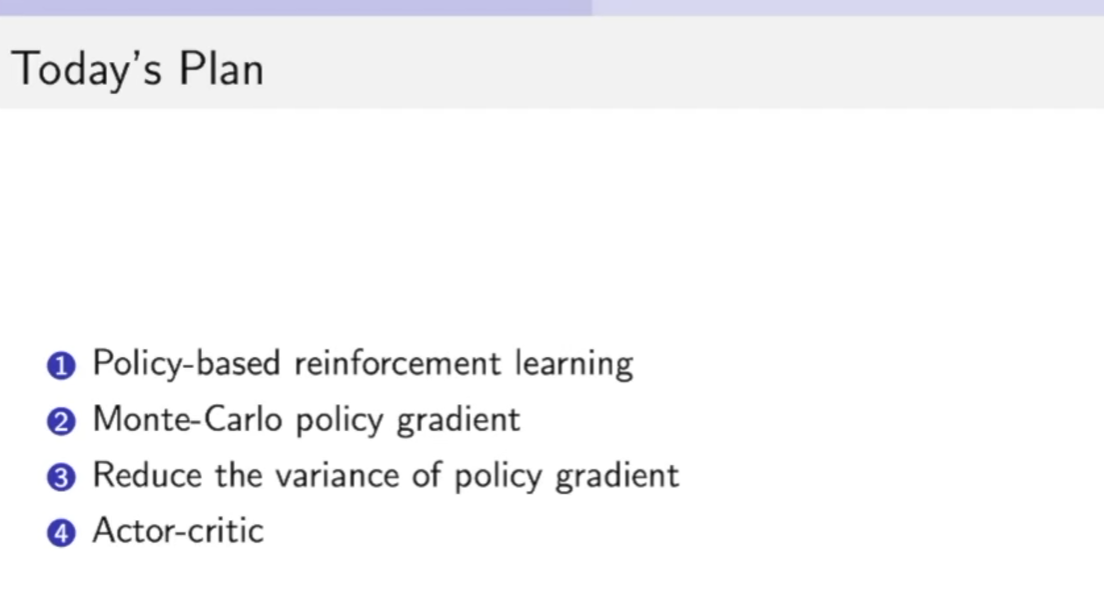 Today's Plan
1 Policy-based reinforcement learning
2 Monte-Carlo policy gradient
3 Reduce the variance of policy gradient
4 Actor-critic